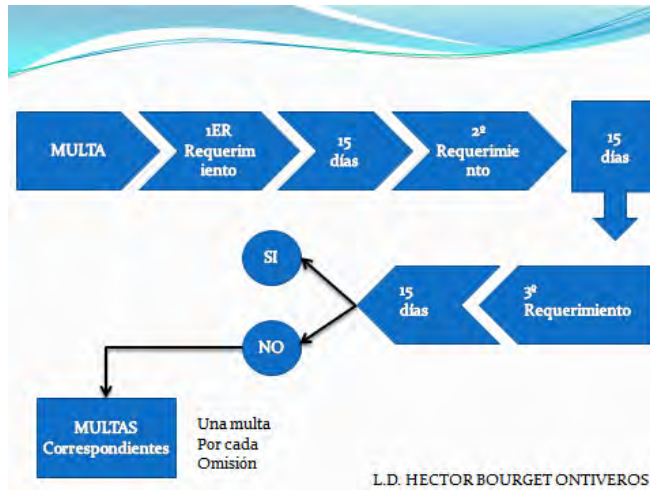 MULTA
1ER
Requerim
iento
15
días
2º
Requerimie
nto
15
días
3º
Requerimiento
15
días
SI
NO
MULTAS
Correspondientes
Una multa
Por cada
Omisión
L.D. HECTOR BOURGET ONTIVEROS